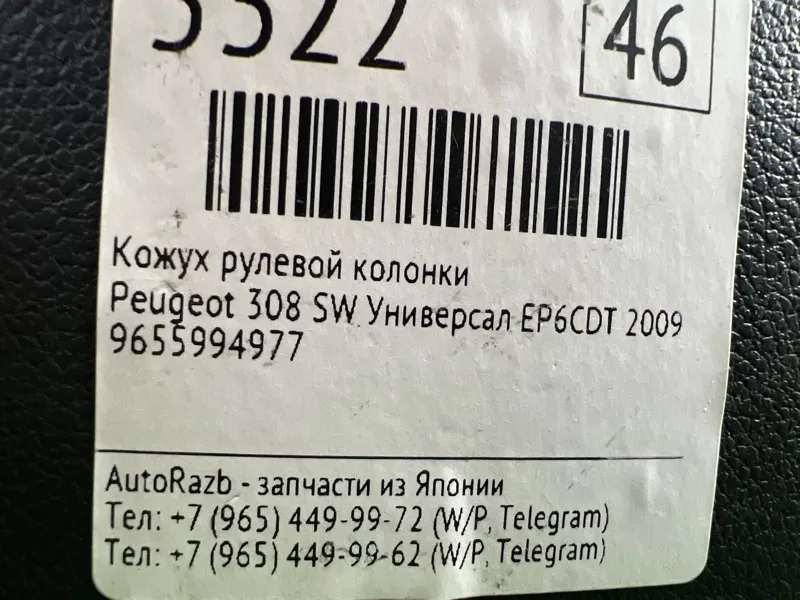 5522
46
Кожух рулевой колонки
Peugeot 308 SW Универсал EP6CDT 2009
9655994977
AutoRazb - запчасти из Японии
Тел: +7 (965) 449-99-72 (W/P, Telegram)
Тел: +7 (965) 449-99-62 (W/P, Telegram)